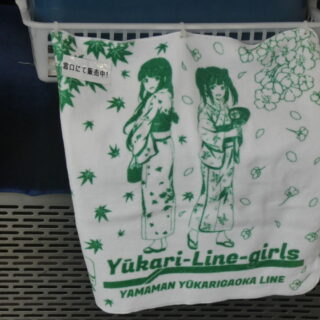 窓口にて販売中!
Yūkari-Line-girls
YAMAMAN YŪKARIGAOKA LINE